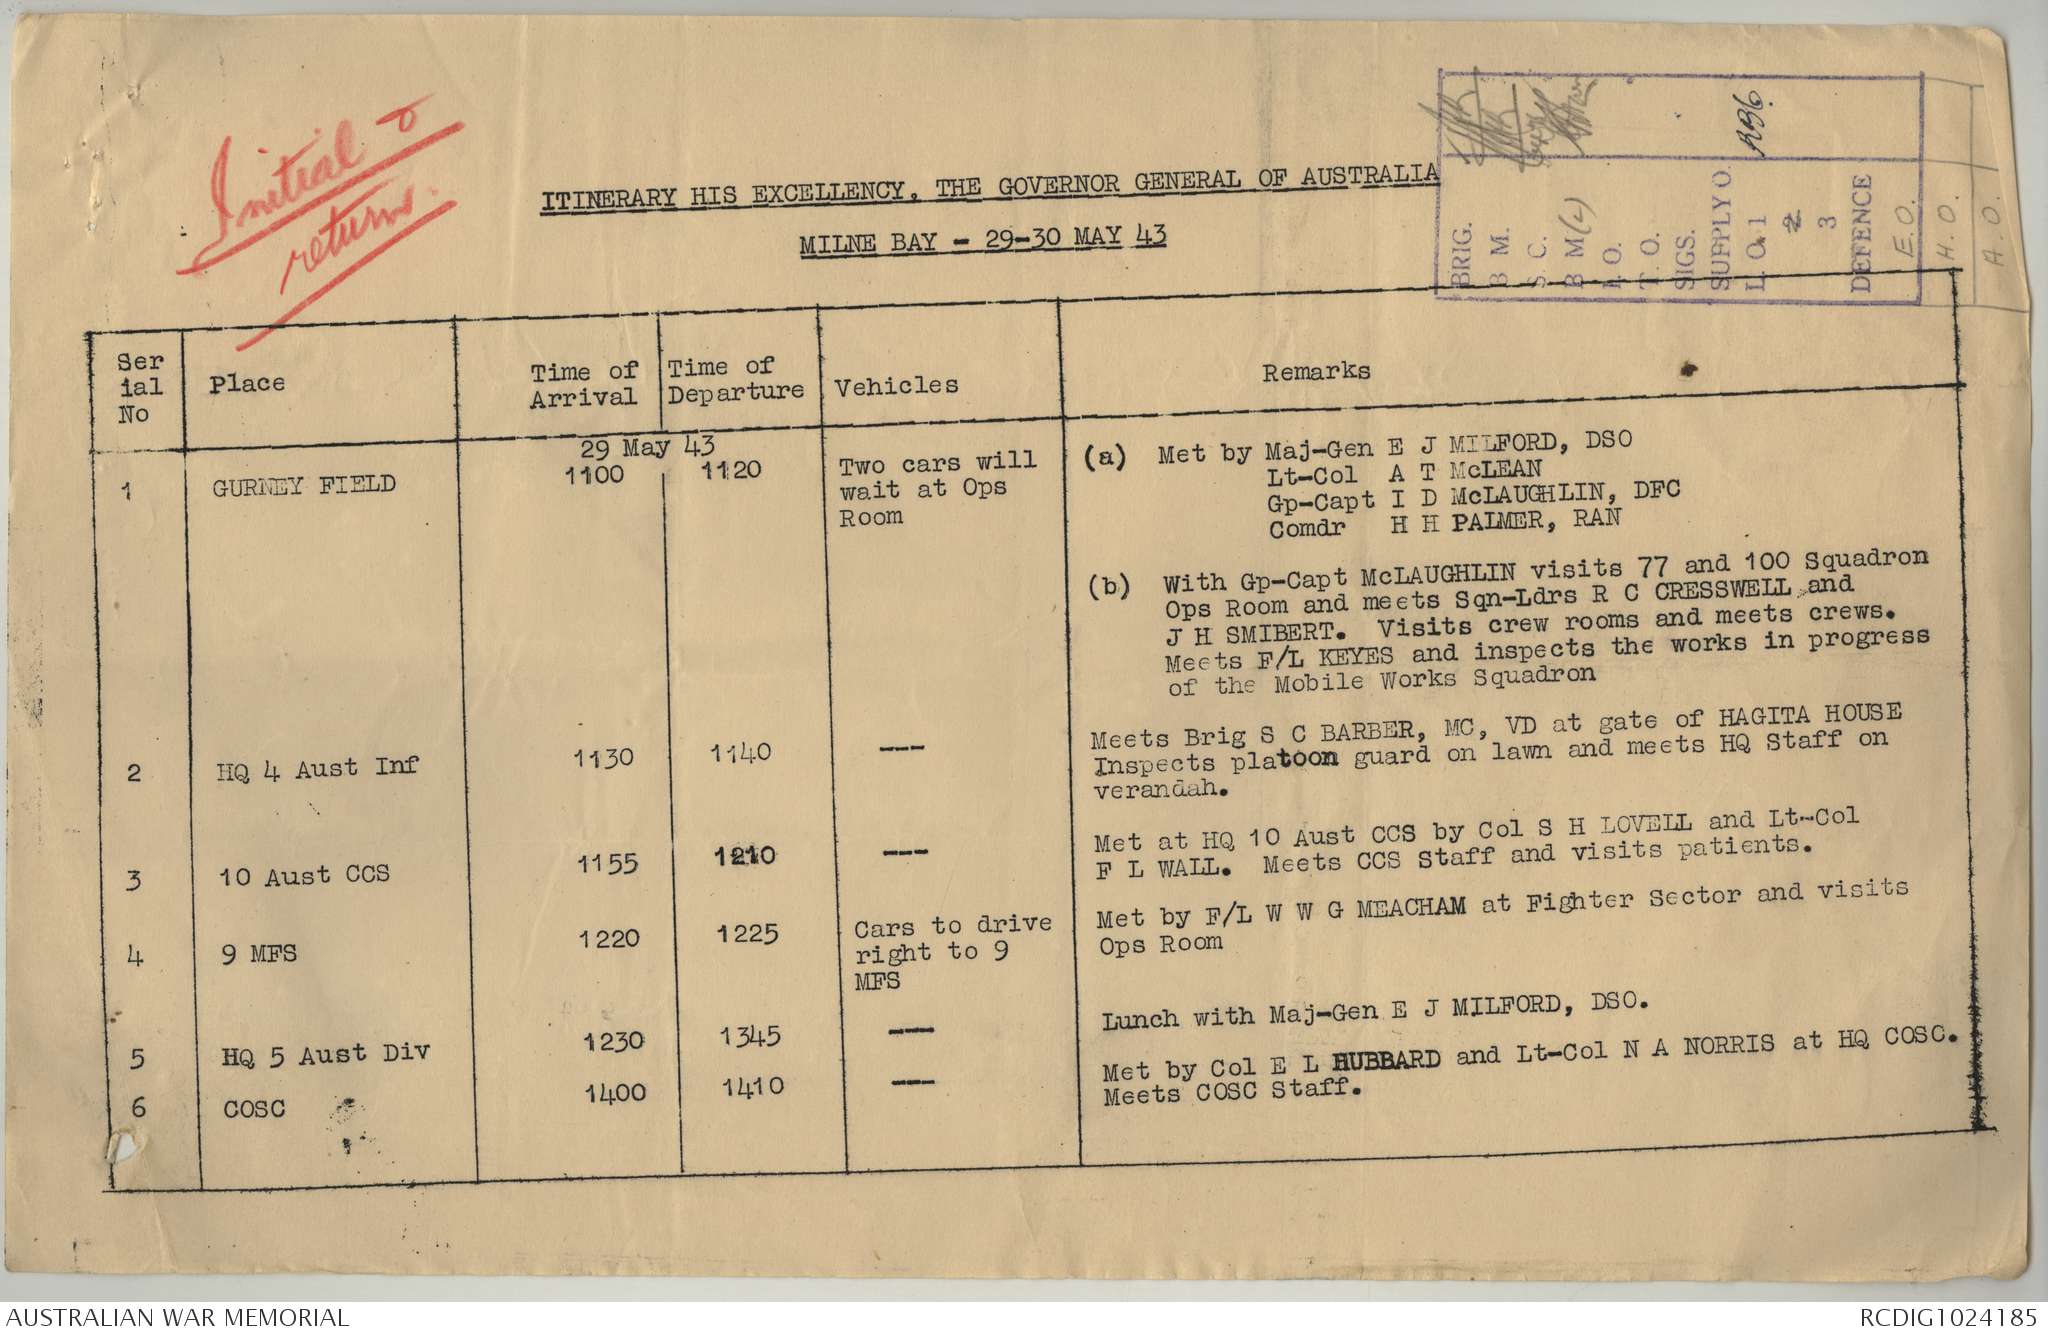 Initial &
return.
ITINERARY HIS EXCELLENCY, THE GOVERNOR GENERAL OF AUSTRALIA
MILNE BAY - 29-30 MAY 43
BRIG.
B M.
S. C.
B M(L)
I. O.
T. O.
SIGS.
SUPPLY O.
L. O. 1
2
3
DEFENCE
E.O.
H.O.
A.O.
Ser
ial
No
Place
Time of
Arrival
Time of
Departure
Vehicles
Remarks
29 May 43
1 GURNEY FIELD 1100 1120
Two cars will
wait at Ops
Room
(a) Met by Maj-Gen E J MILFORD, DSO
Lt-Col A T McLEAN
Gp-Capt I D McLAUGHLIN, DFC
Comdr H H PALMER, RAN
(b) With Gp-Capt McLAUGHLIN visits 77 and 100 Squadron
Ops Room and meets Sqn-Ldrs R C CRESSWELL and
J H SMIBERT. Visits crew rooms and meets crews.
Meets F/L KEYES and inspects the works in progress
of the Mobile Works Squadron
2 HQ 4 Aust Inf 1130 1140 ---
Meets Brig S C BARBER, MC, VD at gate of HAGITA HOUSE
Inspects platoon guard on lawn and meets HQ Staff on
verandah.
3 10 Aust CCS 1155 1210 ---
Met at HQ 10 Aust CCS by Col S H LOVELL and Lt-Col
F L WALL. Meets CCS Staff and visits patients.
4 9 MFS 1220 1225
Cars to drive
right to 9
MFS
Met by F/L W W G MEACHAM at Fighter Sector and visits
Ops Room
5 HQ 5 Aust Div 1230 1345 ---
Lunch with Maj-Gen E J MILFORD, DSO.
6 COSC 1400 1410 ---
Met by Col E L HUBBARD and Lt-Col N A NORRIS at HQ COSC.
Meets COSC Staff.
AUSTRALIAN WAR MEMORIAL
RCDIG1024185